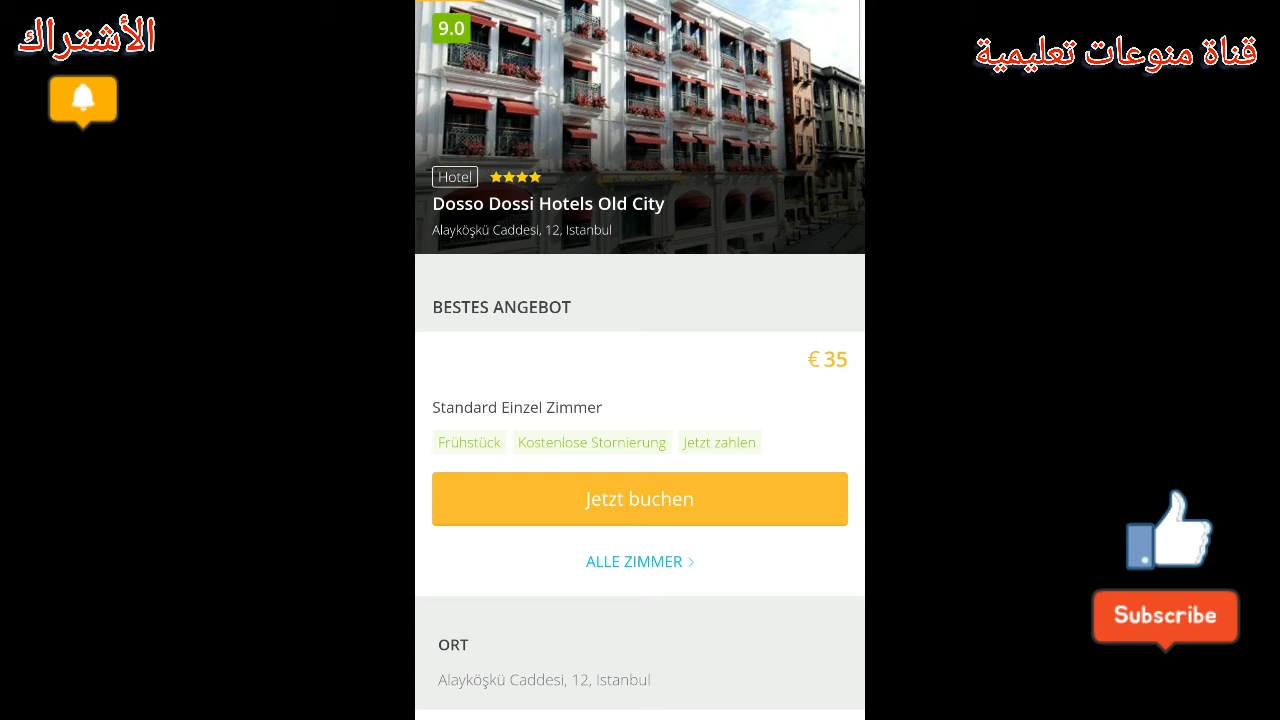 الأشتراك
قناة منوعات تعليمية
9.0
Hotel
Dosso Dossi Hotels Old City
Alayköşkü Caddesi, 12, Istanbul
BESTES ANGEBOT
€ 35
Standard Einzel Zimmer
Frühstück Kostenlose Stornierung Jetzt zahlen
Jetzt buchen
ALLE ZIMMER >
Subscribe
ORT
Alayköşkü Caddesi, 12, Istanbul